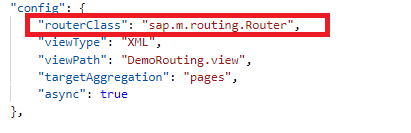 "config": {
"routerClass": "sap.m.routing.Router",
"viewType": "XML",
"viewPath": "DemoRouting.view",
"targetAggregation": "pages",
"async": true
},